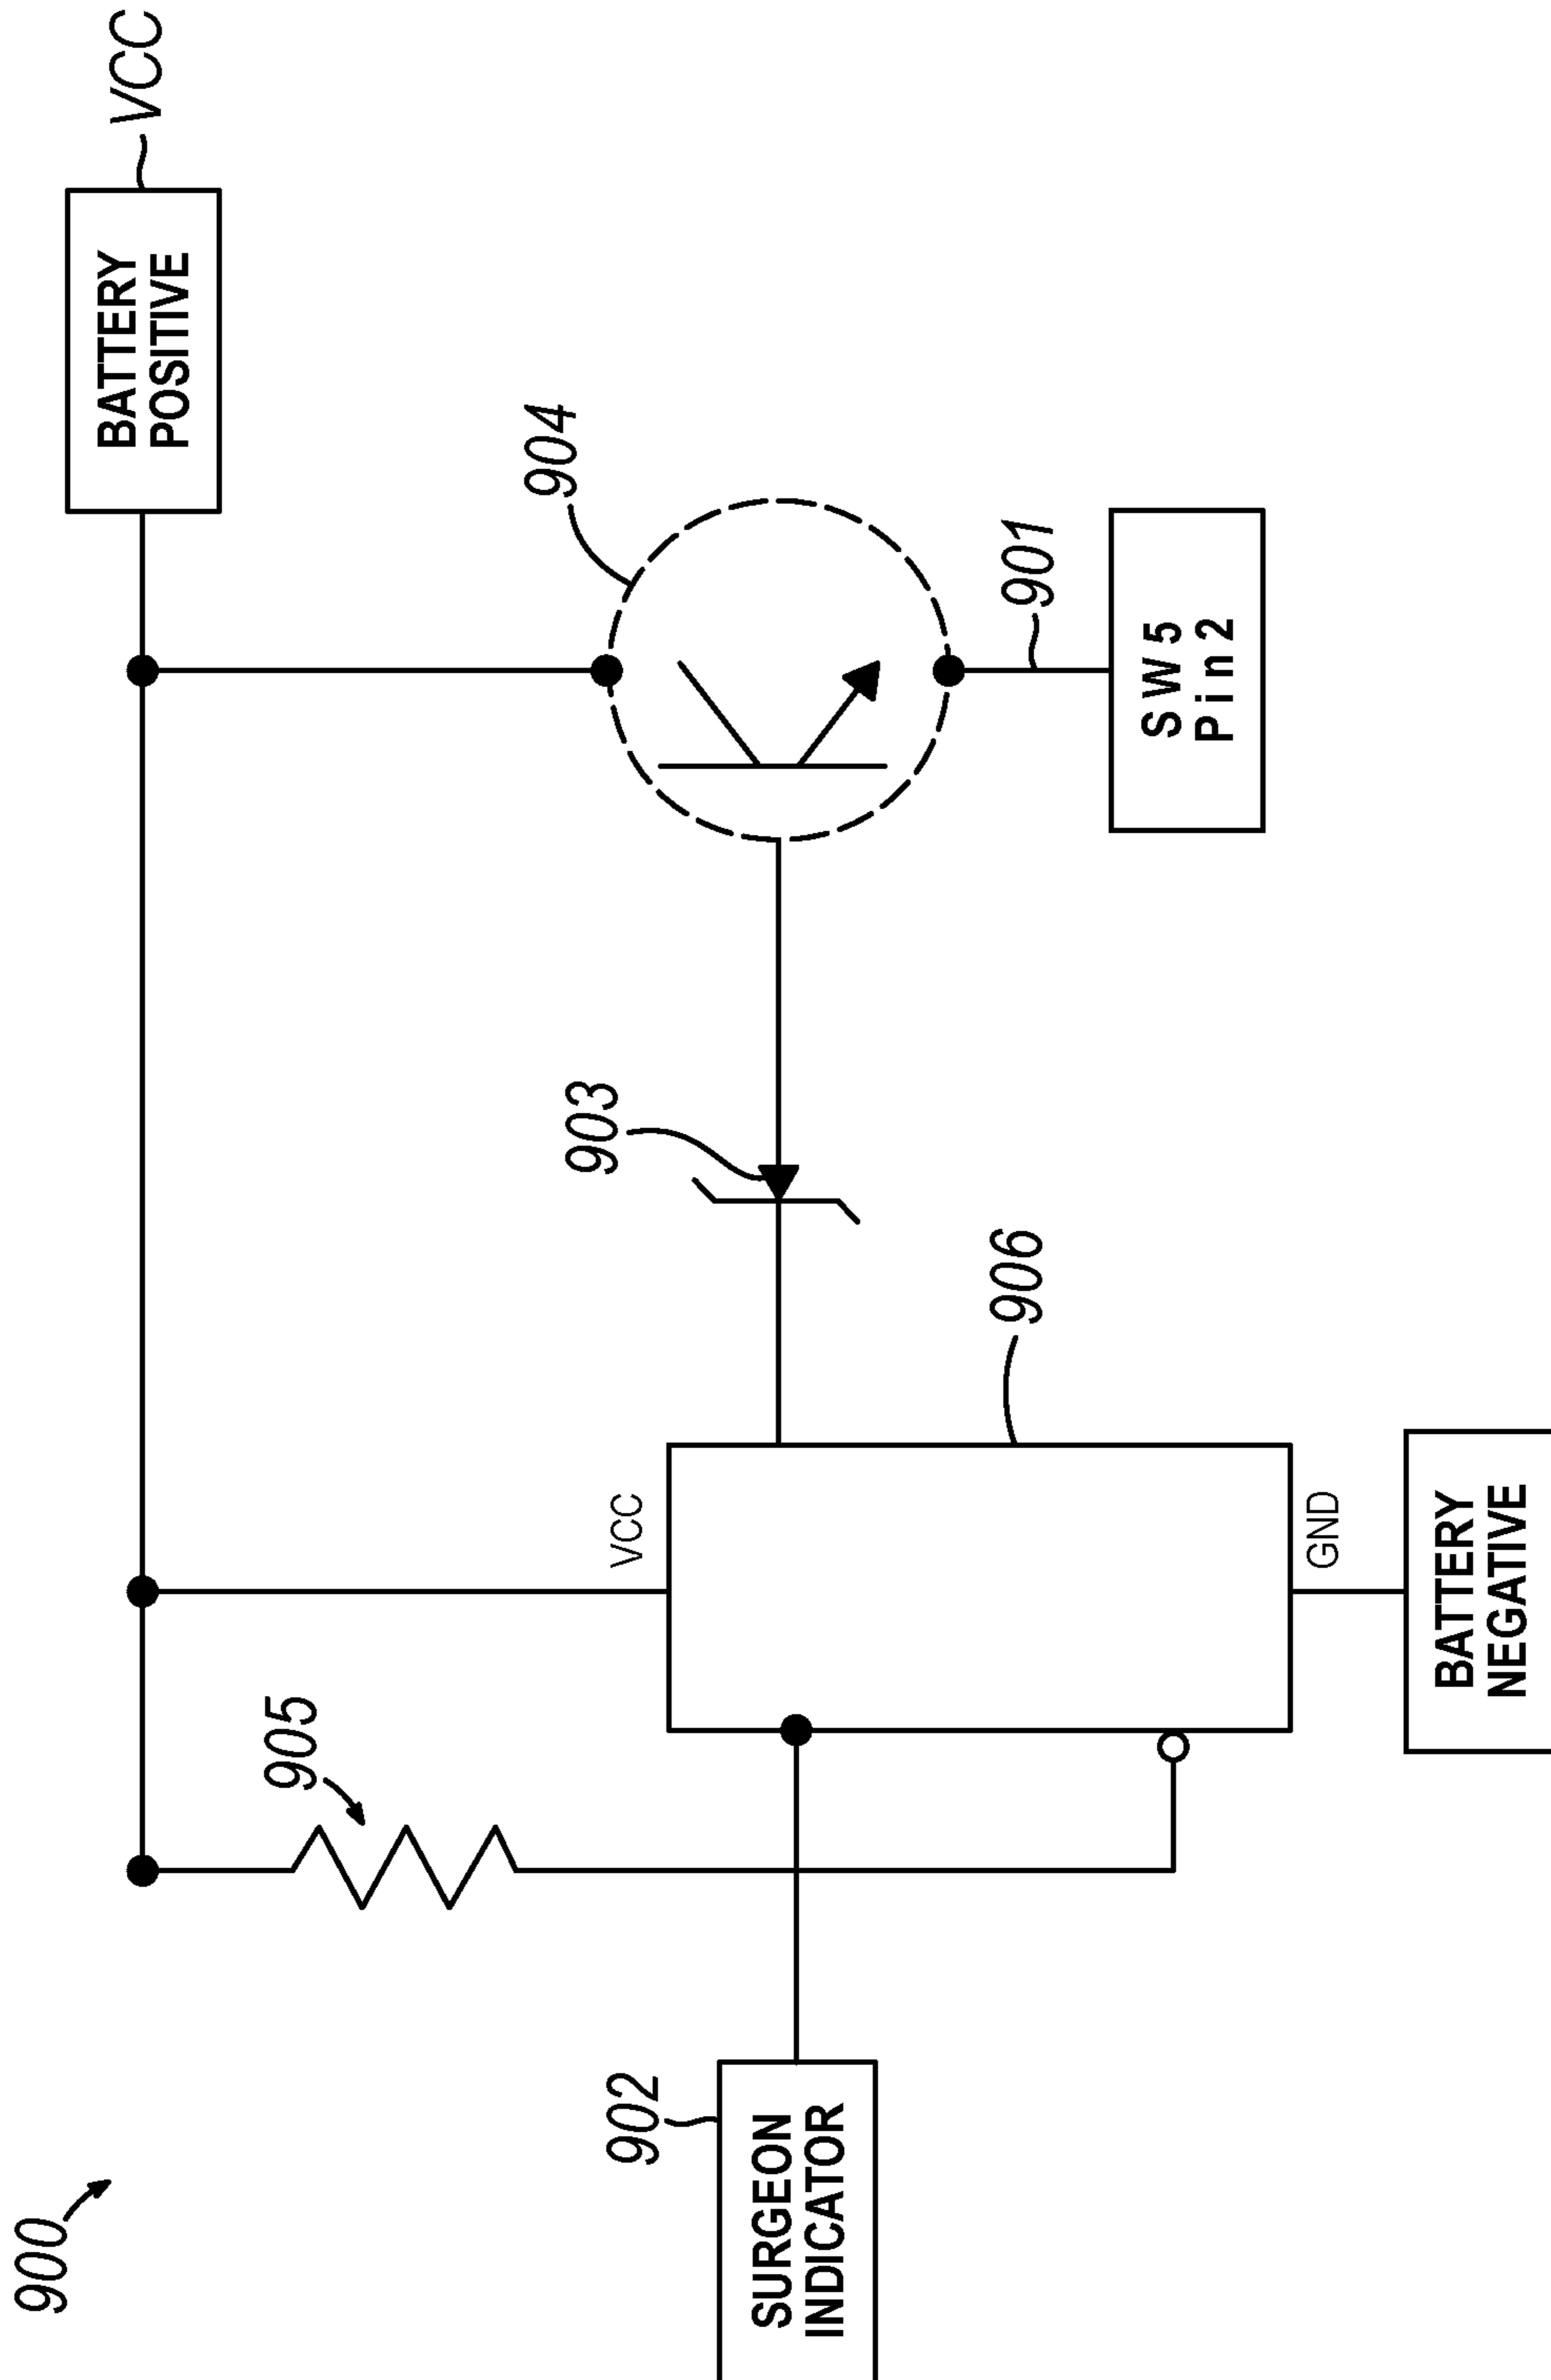 900
VCC
BATTERY
POSITIVE
904
905
903
VCC
902
SURGEON
INDICATOR
906
901
SW5
Pin2
GND
BATTERY
NEGATIVE